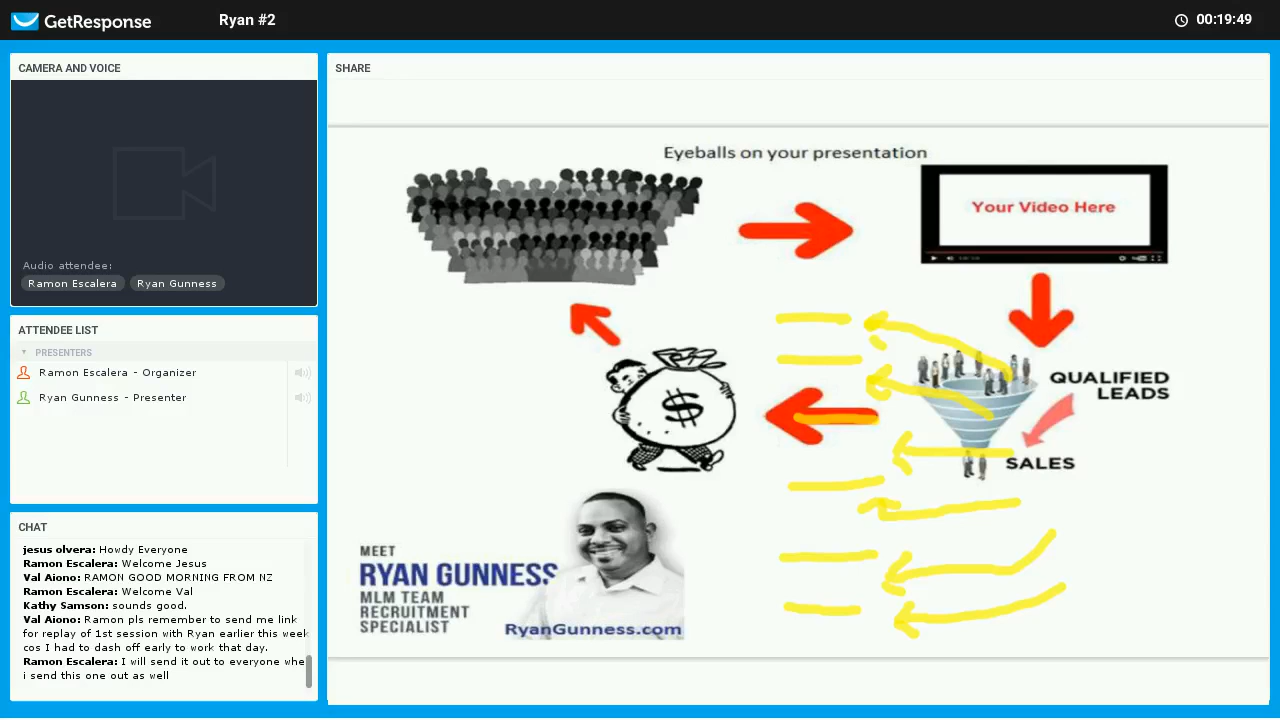 GetResponse
Ryan #2
00:19:49
CAMERA AND VOICE
Audio attendee:
Ramon Escalera
Ryan Gunness
ATTENDEE LIST
PRESENTERS
Ramon Escalera - Organizer
Ryan Gunness - Presenter
CHAT
jesus olvera: Howdy Everyone
Ramon Escalera: Welcome Jesus
Val Aiono: RAMON GOOD MORNING FROM NZ
Ramon Escalera: Welcome Val
Kathy Samson: sounds good.
Val Aiono: Ramon pls remember to send me link
for replay of 1st session with Ryan earlier this week
cos I had to dash off early to work that day.
Ramon Escalera: I will send it out to everyone whe
i send this one out as well
SHARE
Eyeballs on your presentation
Your Video Here
QUALIFIED
LEADS
SALES
$
MEET
RYAN GUNNESS
MLM TEAM
RECRUITMENT
SPECIALIST
RyanGunness.com